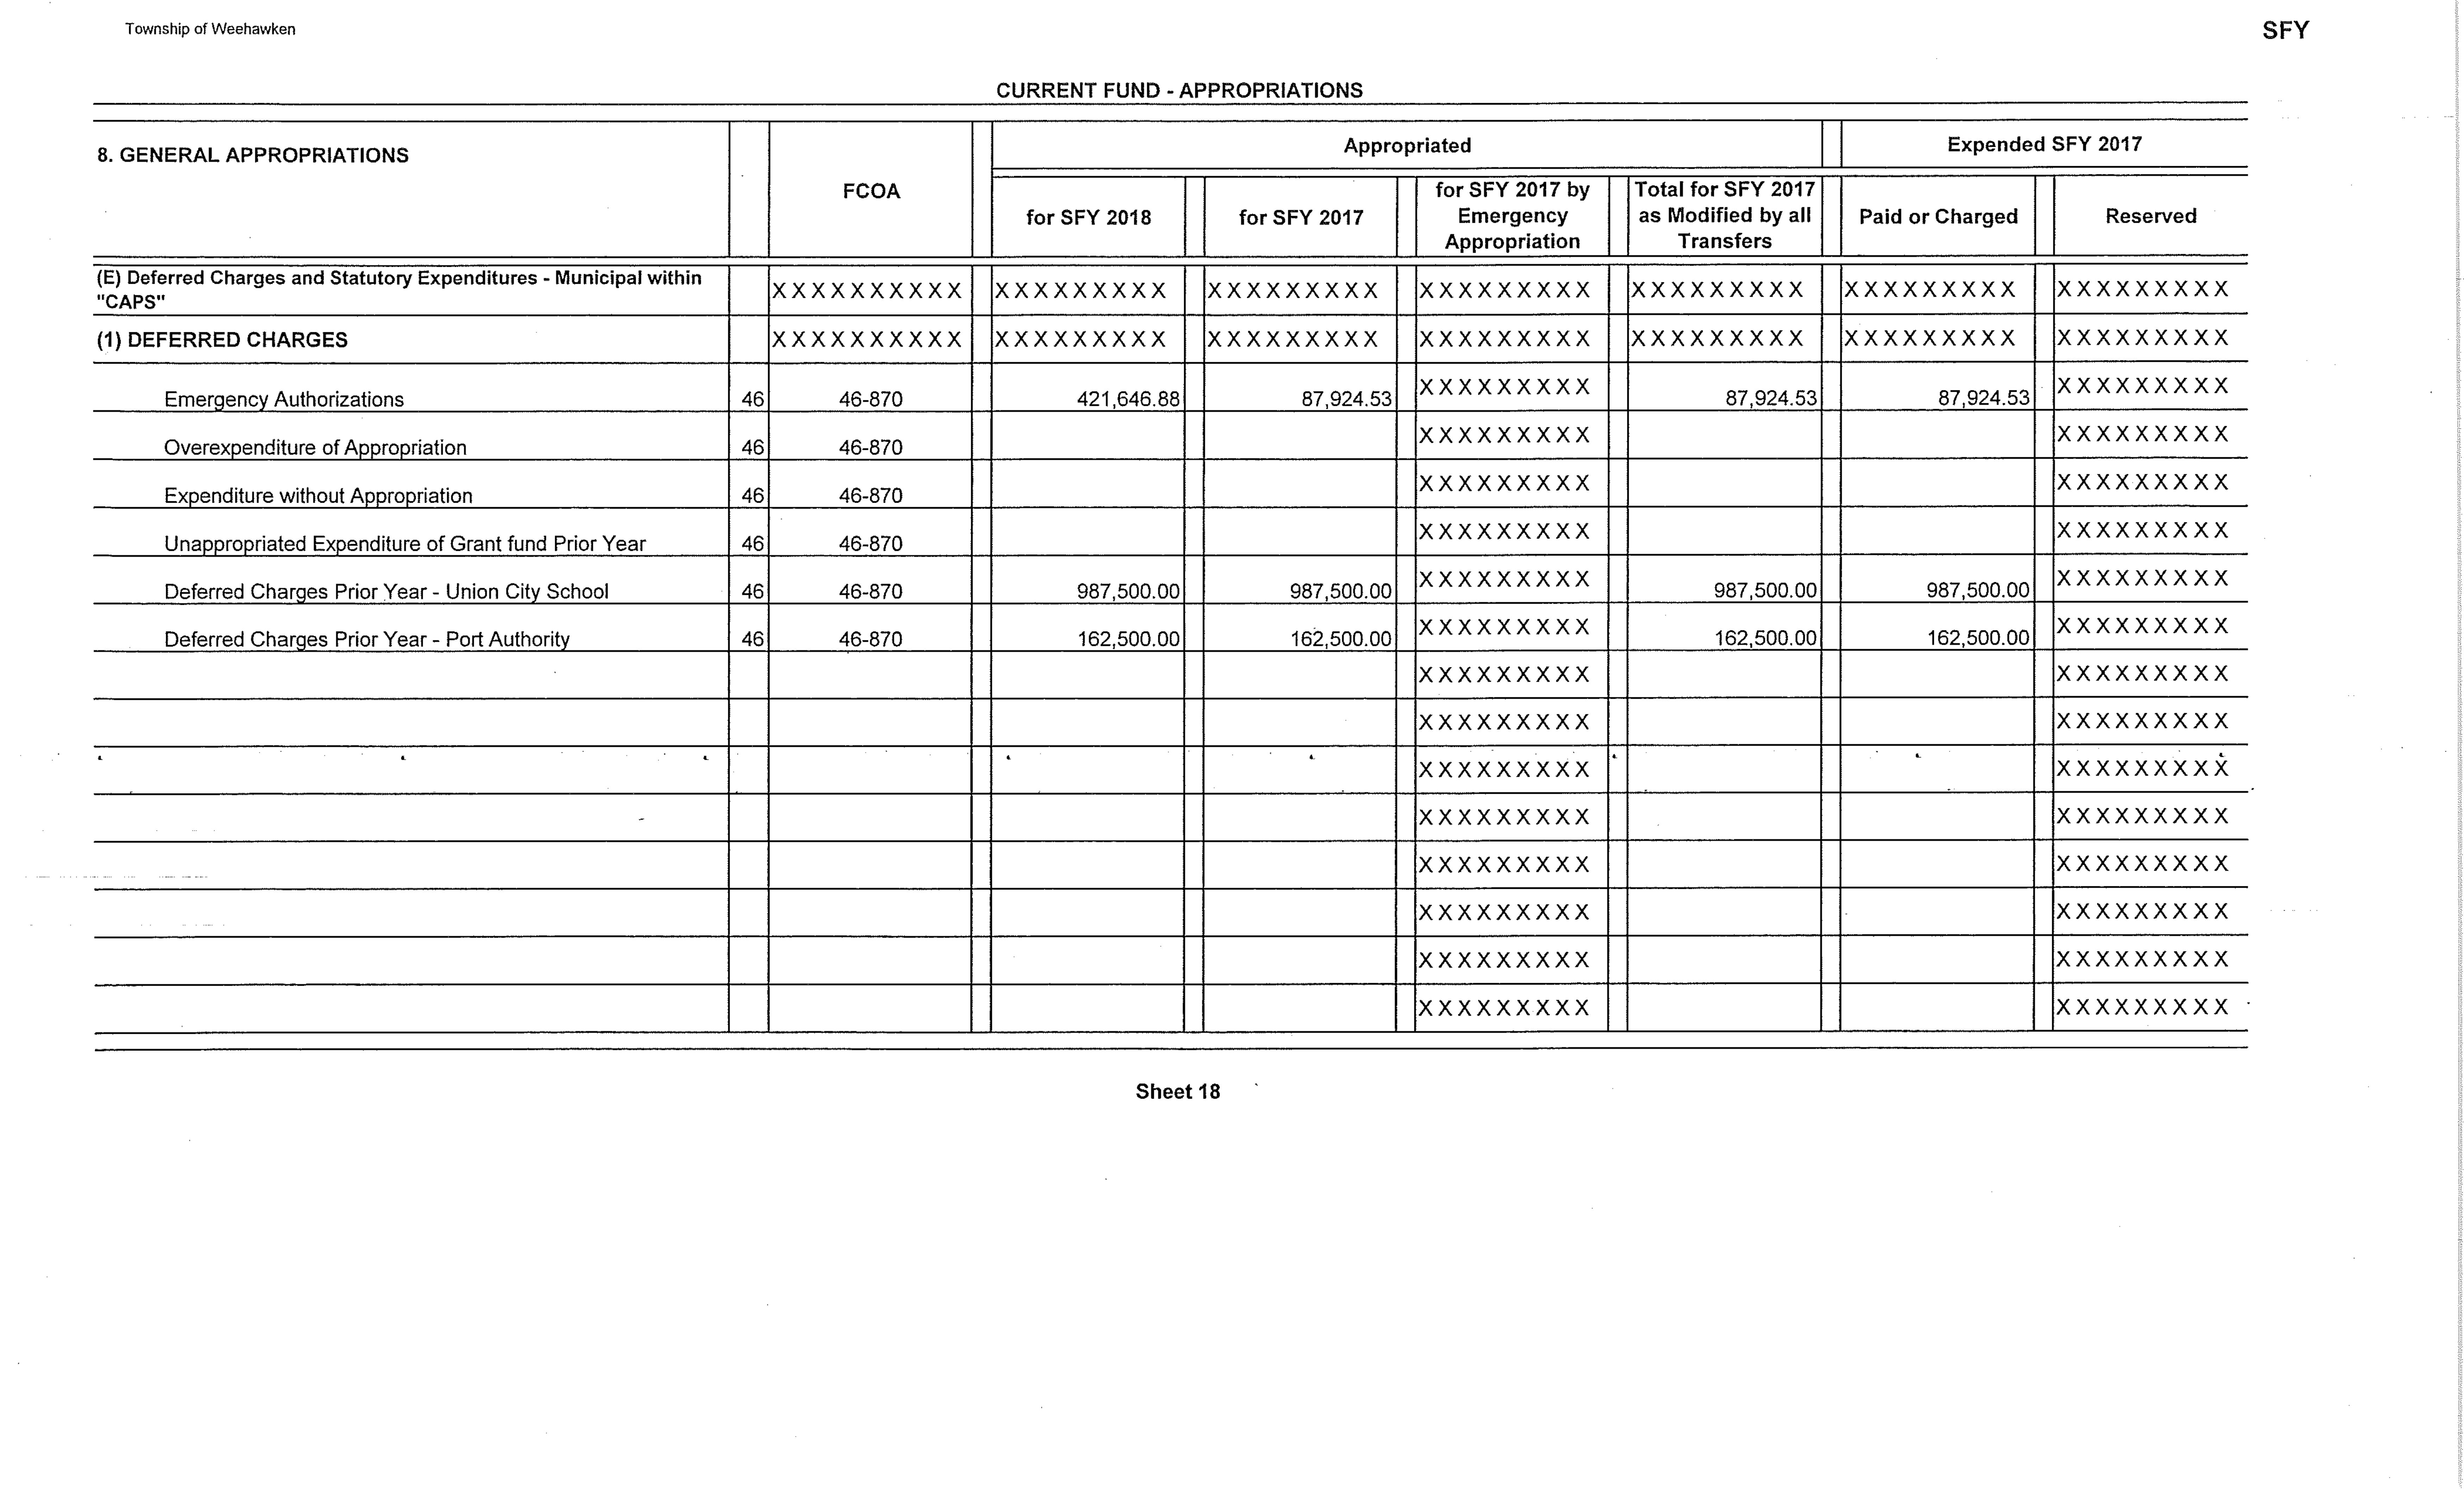 Township of Weehawken
SFY
CURRENT FUND - APPROPRIATIONS
8. GENERAL APPROPRIATIONS
FCOA
Appropriated
Expended SFY 2017
for SFY 2018
for SFY 2017
for SFY 2017 by
Emergency
Appropriation
Total for SFY 2017
as Modified by all
Transfers
Paid or Charged
Reserved
(E) Deferred Charges and Statutory Expenditures - Municipal within
"CAPS"
XXXXXXXXXX XXXXXXXXX XXXXXXXXX XXXXXXXXX XXXXXXXXX XXXXXXXXX XXXXXXXXX
(1) DEFERRED CHARGES XXXXXXXXXX XXXXXXXXX XXXXXXXXX XXXXXXXXX XXXXXXXXX XXXXXXXXX XXXXXXXXX
Emergency Authorizations 46 46-870 421,646.88 87,924.53 XXXXXXXXX 87,924.53 87,924.53 XXXXXXXXX
Overexpenditure of Appropriation 46 46-870 XXXXXXXXX XXXXXXXXX
Expenditure without Appropriation 46 46-870 XXXXXXXXX XXXXXXXXX
Unappropriated Expenditure of Grant fund Prior Year 46 46-870 XXXXXXXXX XXXXXXXXX
Deferred Charges Prior Year - Union City School 46 46-870 987,500.00 987,500.00 XXXXXXXXX 987,500.00 987,500.00 XXXXXXXXX
Deferred Charges Prior Year - Port Authority 46 46-870 162,500.00 162,500.00 XXXXXXXXX 162,500.00 162,500.00 XXXXXXXXX
XXXXXXXXX XXXXXXXXX
XXXXXXXXX XXXXXXXXX
XXXXXXXXX XXXXXXXXX
XXXXXXXXX XXXXXXXXX
XXXXXXXXX XXXXXXXXX
XXXXXXXXX XXXXXXXXX
XXXXXXXXX XXXXXXXXX
XXXXXXXXX XXXXXXXXX
Sheet 18